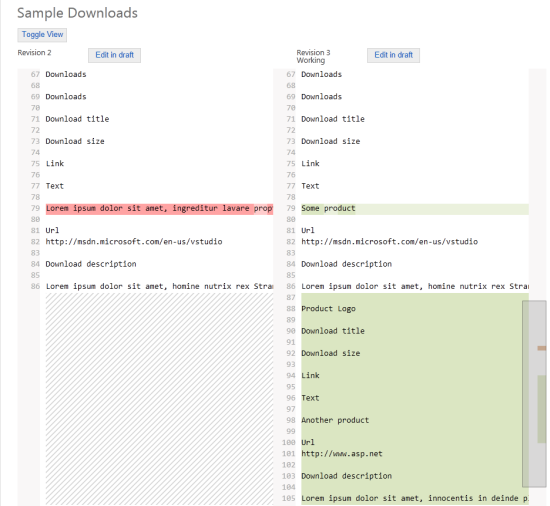 Sample Downloads
Toggle View
Revision 2
Edit in draft
67 Downloads
68
69 Downloads
70
71 Download title
72
73 Download size
74
75 Link
76
77 Text
78
79 Lorem ipsum dolor sit amet, ingreditur lavare prop
80
81 Url
82 http://msdn.microsoft.com/en-us/vstudio
83
84 Download description
85
86 Lorem ipsum dolor sit amet, homine nutrix rex Stran
Revision 3
Working
Edit in draft
67 Downloads
68
69 Downloads
70
71 Download title
72
73 Download size
74
75 Link
76
77 Text
78
79 Some product
80
81 Url
82 http://msdn.microsoft.com/en-us/vstudio
83
84 Download description
85
86 Lorem ipsum dolor sit amet, homine nutrix rex Stran
87
88 Product Logo
89
90 Download title
91
92 Download size
93
94 Link
95
96 Text
97
98 Another product
99
100 Url
101 http://www.asp.net
102
103 Download description
104
105 Lorem ipsum dolor sit amet, innocentis in deinde p